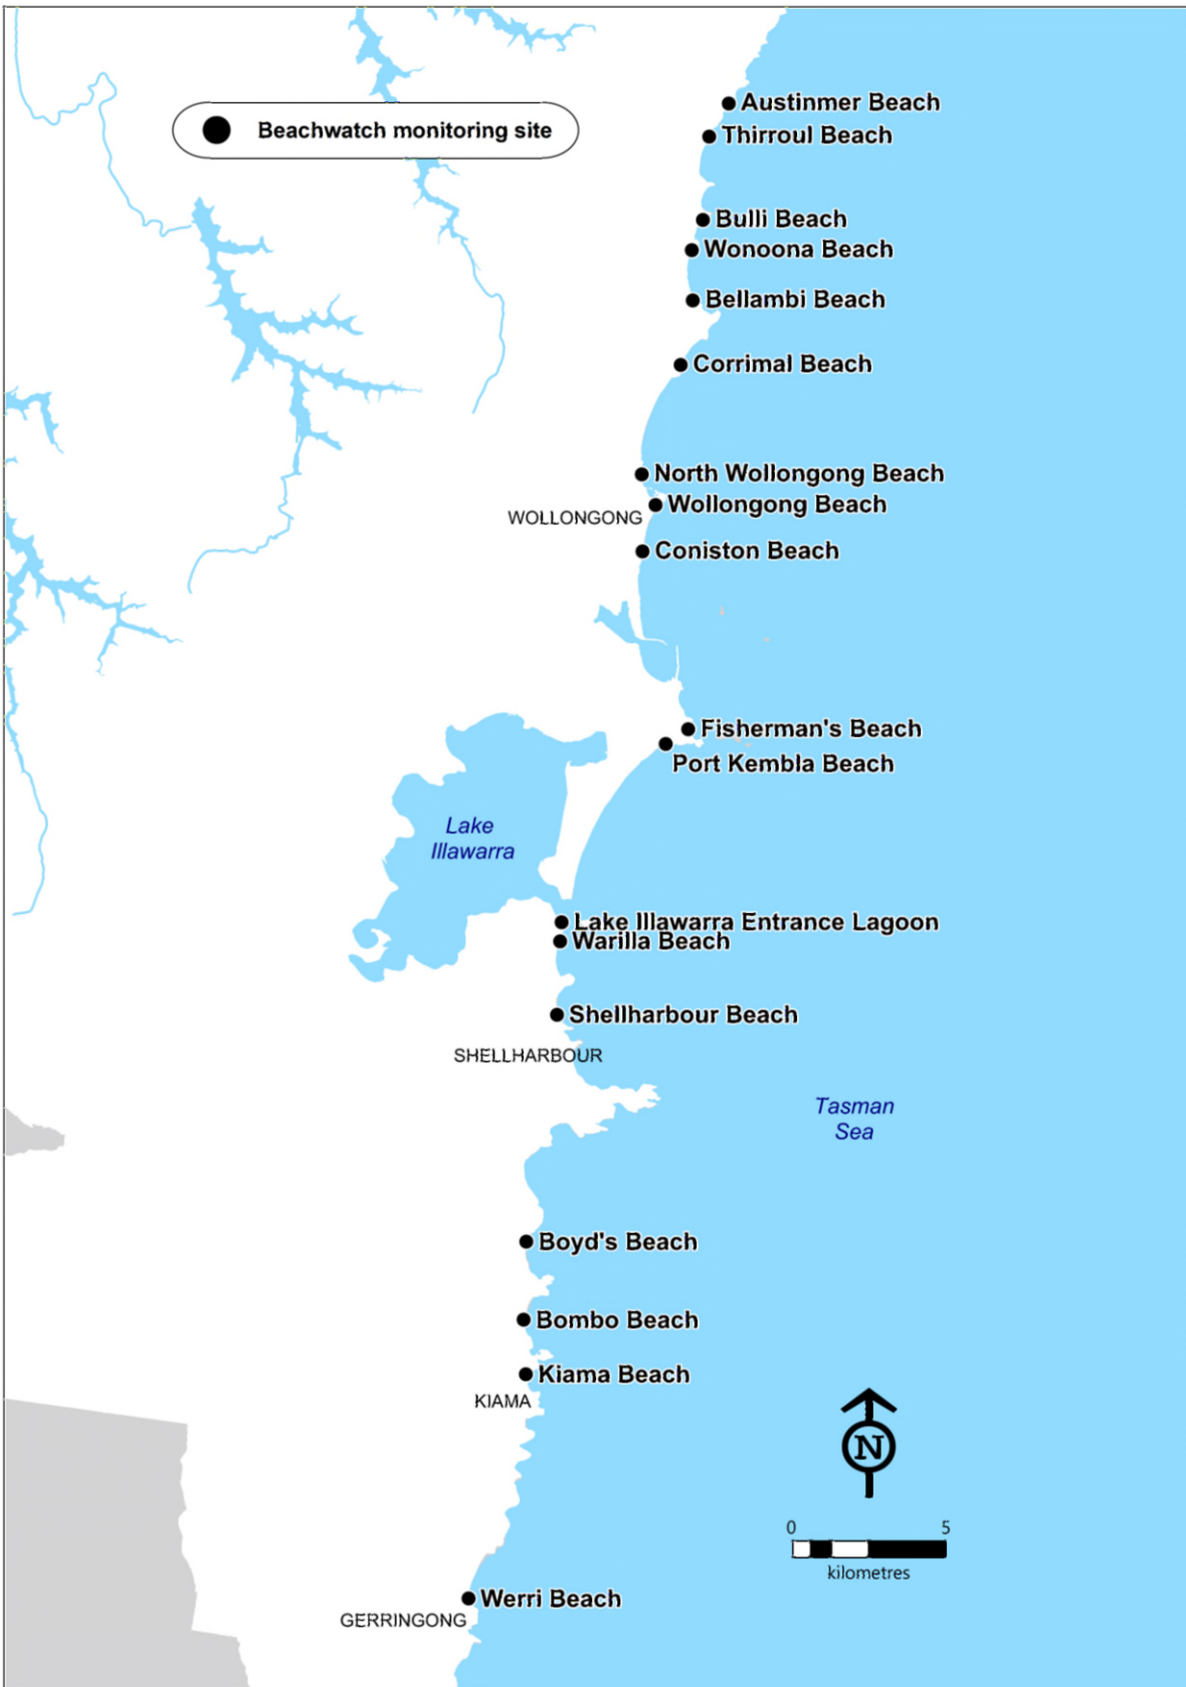 Austinmer Beach
Beachwatch monitoring site
Thirroul Beach
Bulli Beach
Wonoona Beach
Bellambi Beach
Corrimal Beach
North Wollongong Beach
Wollongong Beach
WOLLONGONG
Coniston Beach
Fisherman's Beach
Port Kembla Beach
Lake
Illawarra
Lake Illawarra Entrance Lagoon
Warilla Beach
Shellharbour Beach
SHELLHARBOUR
Tasman
Sea
Boyd's Beach
Bombo Beach
Kiama Beach
KIAMA
N
0 5
kilometres
Werri Beach
GERRINGONG